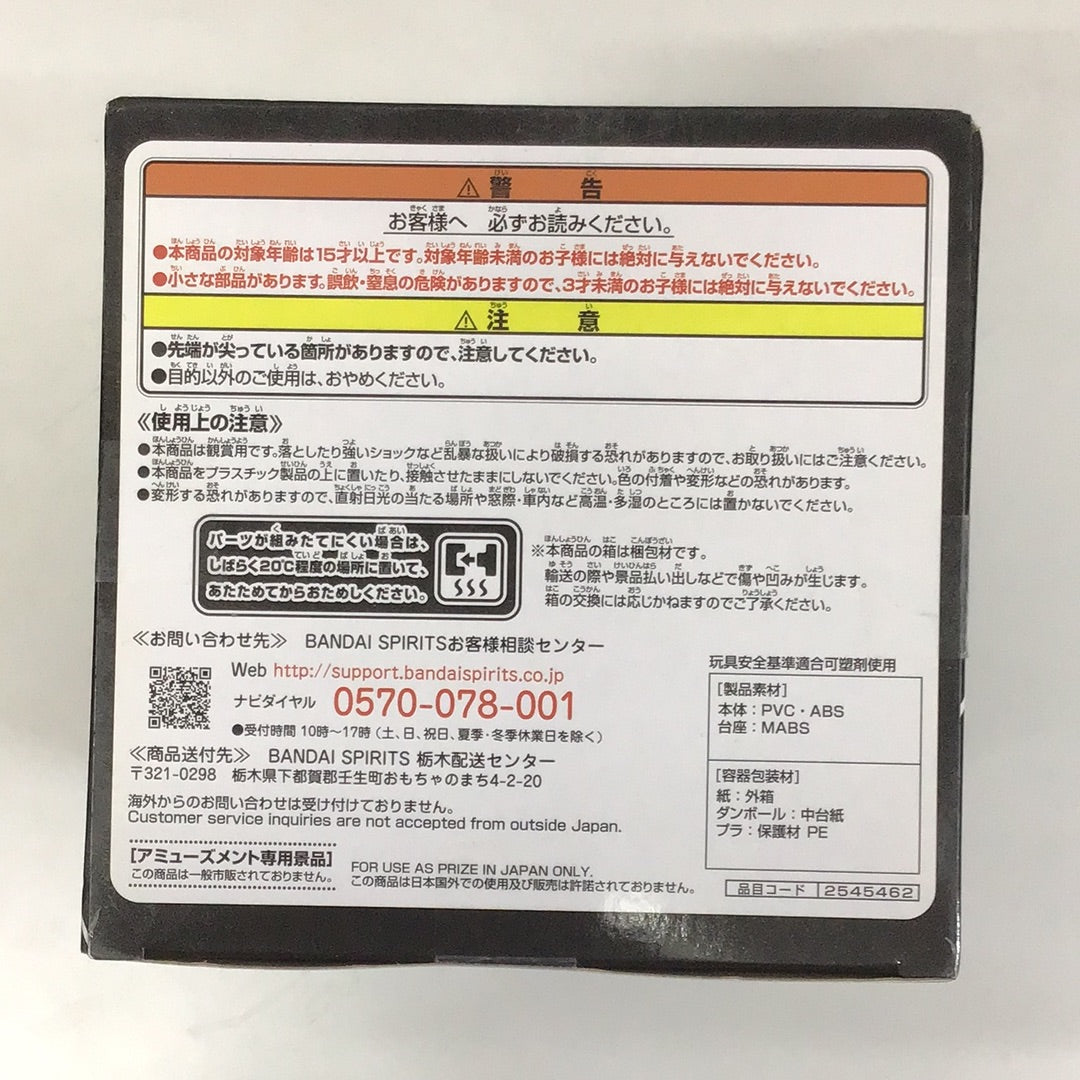 ⚠警告
お客様へ 必ずお読みください。
●本商品の対象年齢は15才以上です。対象年齢未満のお子様には絶対に与えないでください。
●小さな部品があります。誤飲・窒息の危険がありますので、3才未満のお子様には絶対に与えないでください。
⚠注意
●先端が尖っている箇所がありますので、注意してください。
●目的以外のご使用は、おやめください。
《使用上の注意》
●本商品は観賞用です。落としたり強いショックなど乱暴な扱いにより破損する恐れがありますので、お取り扱いにはご注意ください。
●本商品をプラスチック製品の上に置いたり、接触させたままにしないでください。色の付着や変形などの恐れがあります。
●変形する恐れがありますので、直射日光の当たる場所や窓際・車内など高温・多湿のところには置かないでください。
パーツが組みたてにくい場合は、
しばらく20℃程度の場所に置いて、
あたためてからおためしください。
※本商品の箱は梱包材です。
輸送の際や景品払い出しなどで傷や凹みが生じます。
箱の交換には応じかねますのでご了承ください。
≪お問い合わせ先≫ BANDAI SPIRITSお客様相談センター
Web http://support.bandaispirits.co.jp
ナビダイヤル 0570-078-001
●受付時間 10時〜17時（土、日、祝日、夏季・冬季休業日を除く）
≪商品送付先≫ BANDAI SPIRITS 栃木配送センター
〒321-0298 栃木県下都賀郡壬生町おもちゃのまち4-2-20
海外からのお問い合わせは受け付けておりません。
Customer service inquiries are not accepted from outside Japan.
[アミューズメント専用景品]
この商品は一般市販されておりません。
FOR USE AS PRIZE IN JAPAN ONLY.
この商品は日本国外での使用及び販売は許諾されておりません。
玩具安全基準適合可塑剤使用
[製品素材]
本体：PVC・ABS
台座：MABS
[容器包装材]
紙：外箱
ダンボール：中台紙
プラ：保護材 PE
品目コード 2545462